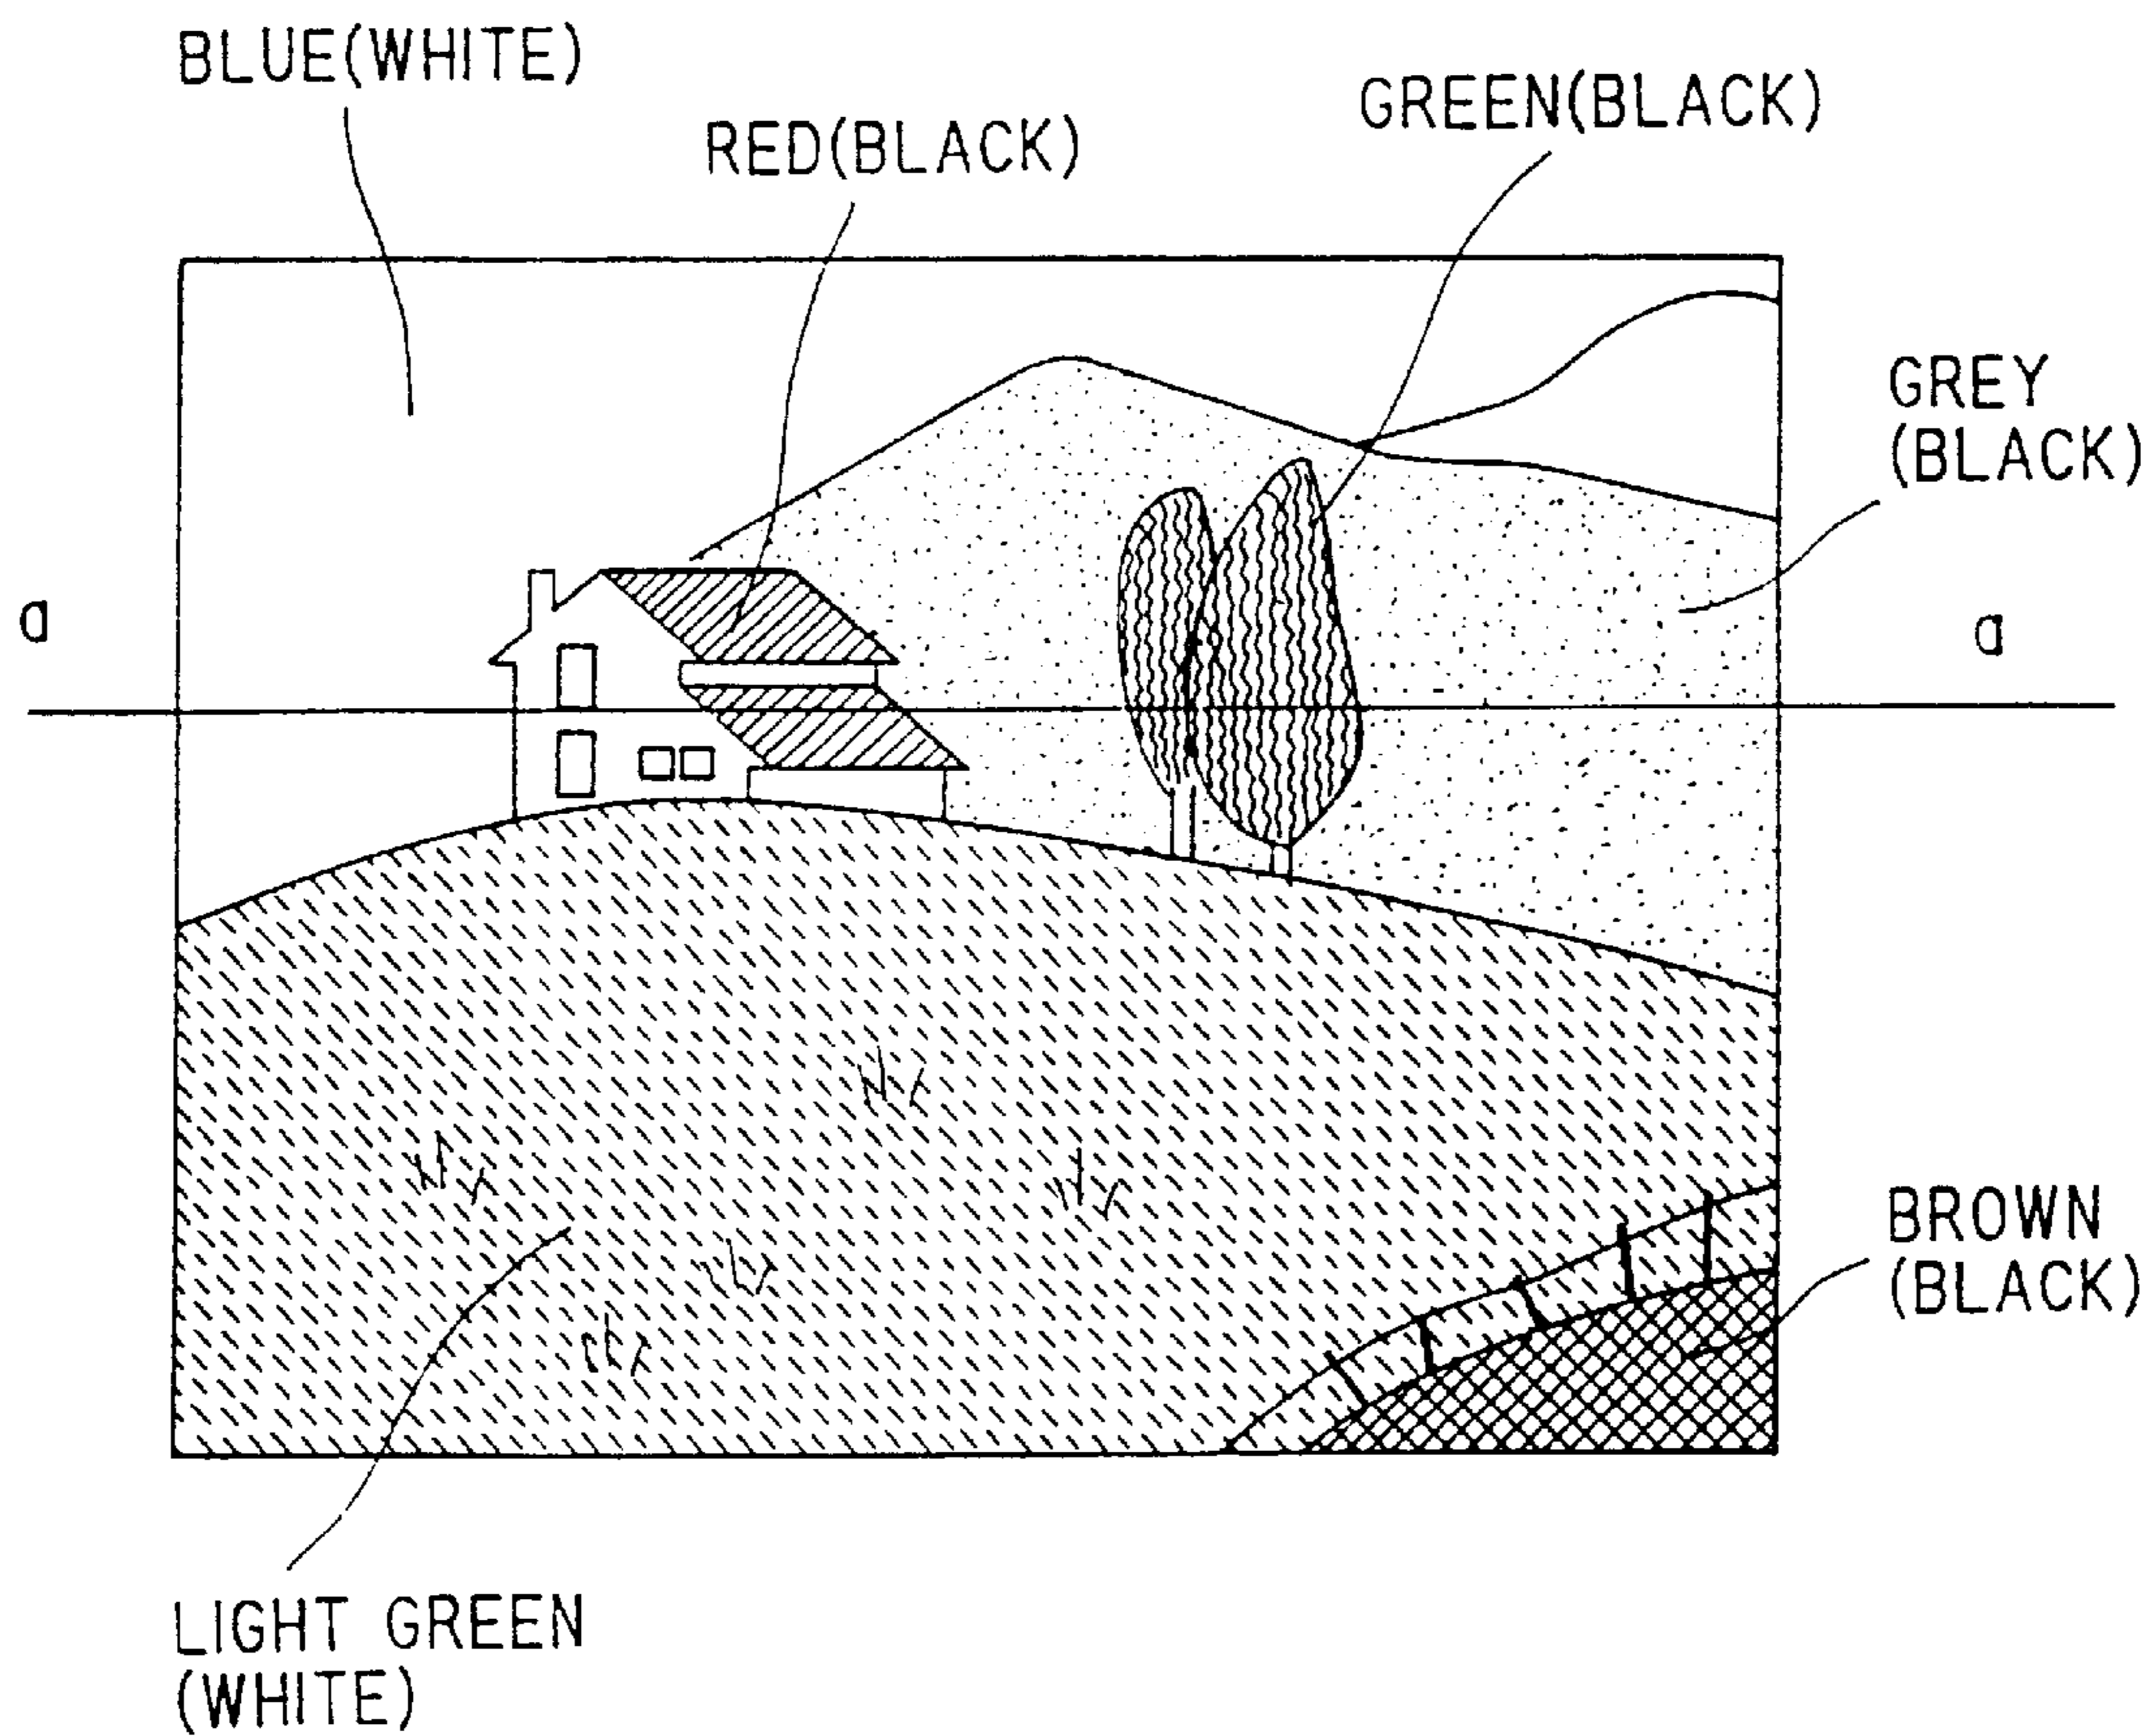 BLUE(WHITE)
GREEN(BLACK)
RED(BLACK)
GREY
(BLACK)
a
a
BROWN
(BLACK)
LIGHT GREEN
(WHITE)